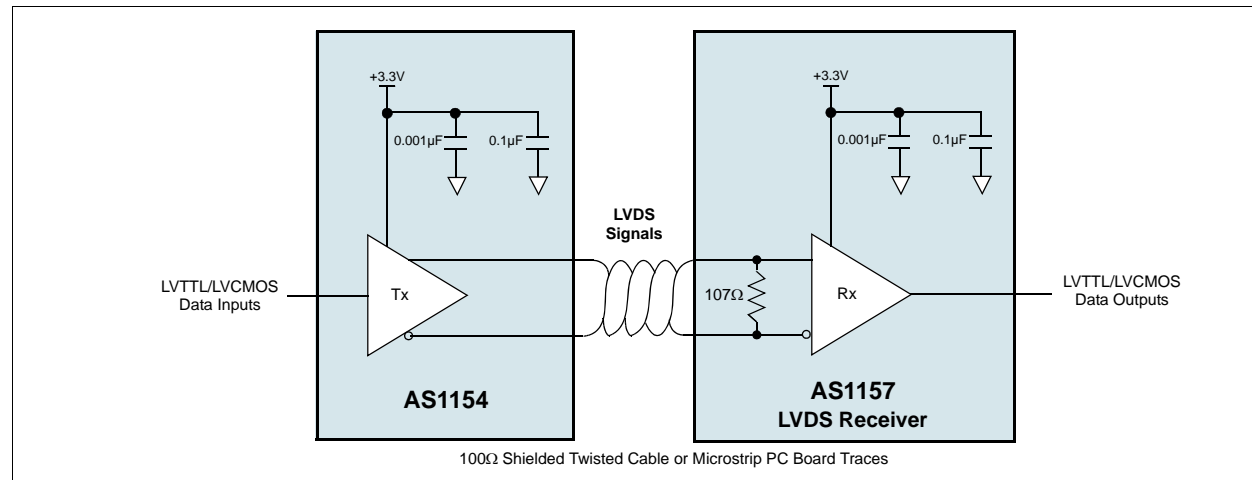 +3.3V
0.001µF
0.1µF
+3.3V
0.001µF
0.1µF
LVDS
Signals
LVTTL/LVCMOS
Data Inputs
Tx
107Ω
Rx
LVTTL/LVCMOS
Data Outputs
AS1154
AS1157
LVDS Receiver
100Ω Shielded Twisted Cable or Microstrip PC Board Traces